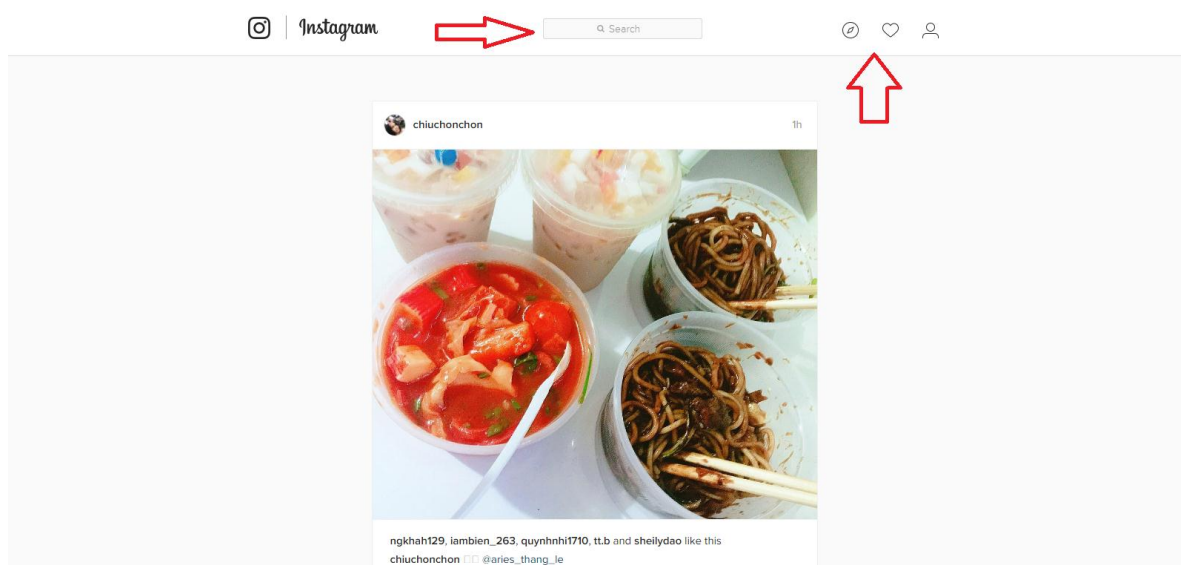 Instagram
Search
chiuchonchon 1h
ngkhah129, iambien_263, quynhnhi1710, tt.b and sheilydao like this
chiuchonchon @aries_thang_le